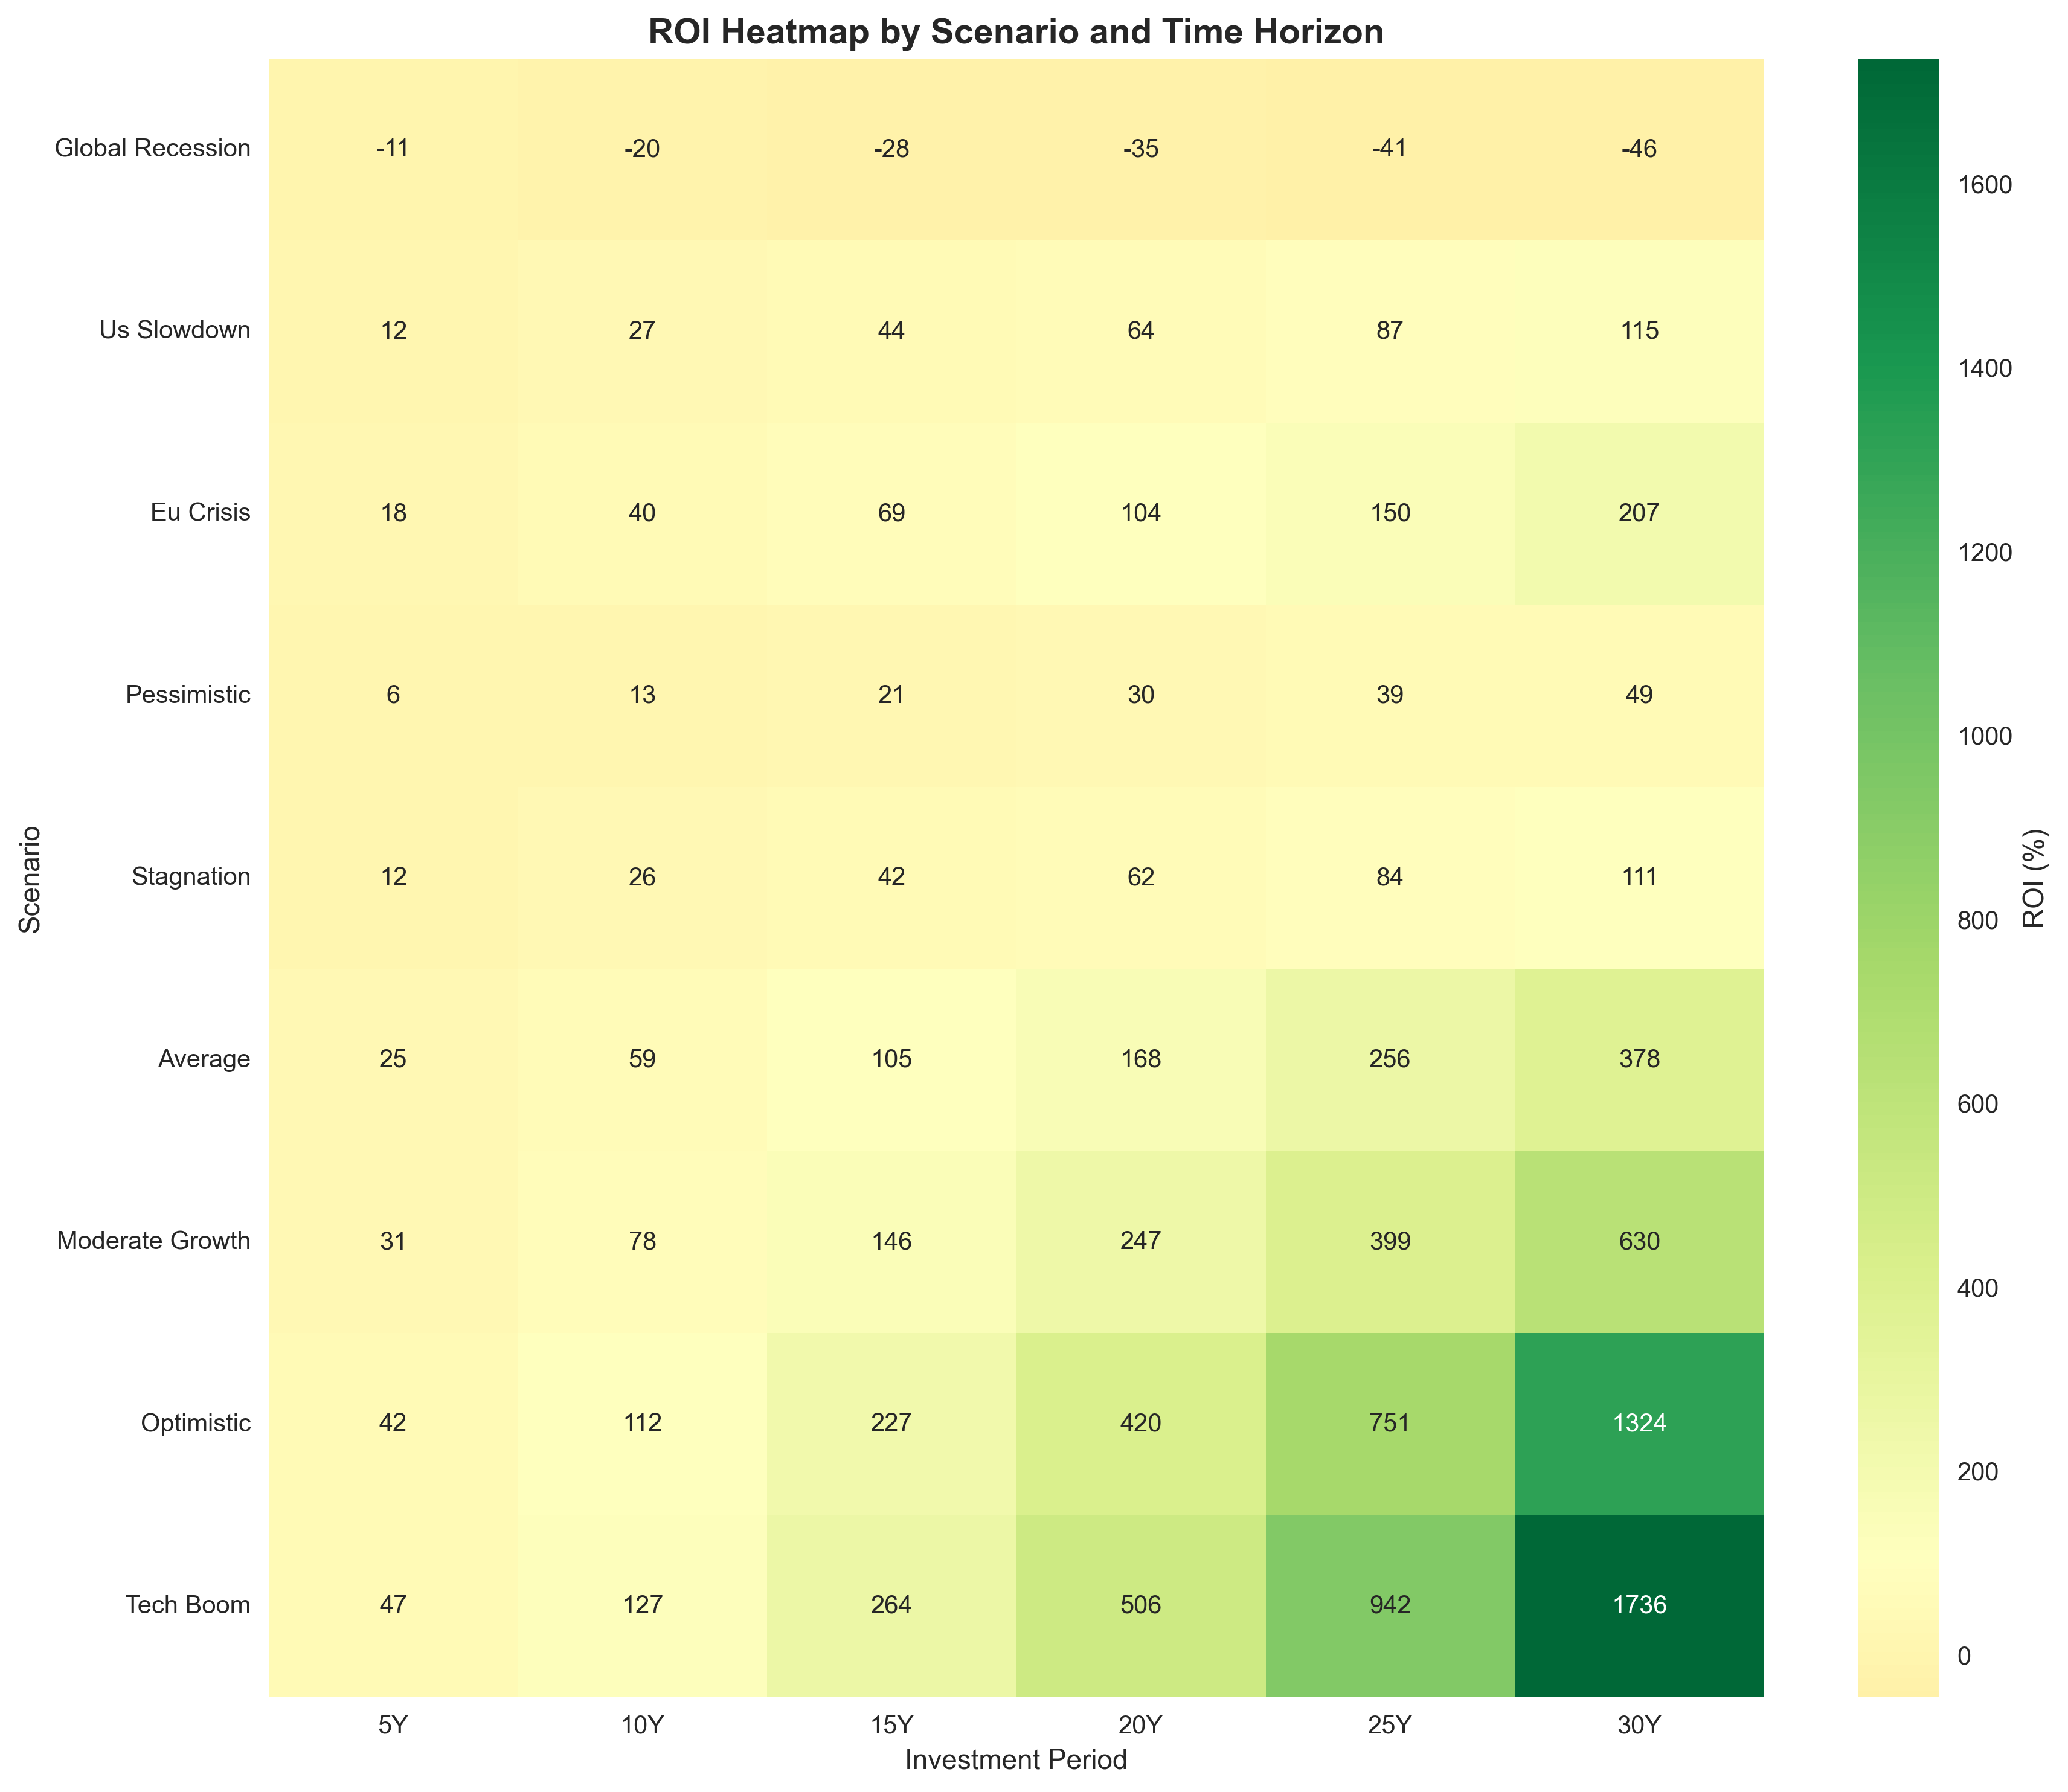 ROI Heatmap by Scenario and Time Horizon
Global Recession -11 -20 -28 -35 -41 -46
Us Slowdown 12 27 44 64 87 115
Eu Crisis 18 40 69 104 150 207
Pessimistic 6 13 21 30 39 49
Stagnation 12 26 42 62 84 111
Average 25 59 105 168 256 378
Moderate Growth 31 78 146 247 399 630
Optimistic 42 112 227 420 751 1324
Tech Boom 47 127 264 506 942 1736
5Y 10Y 15Y 20Y 25Y 30Y
Investment Period
Scenario
1600
1400
1200
1000
800
600
400
200
0
ROI (%)